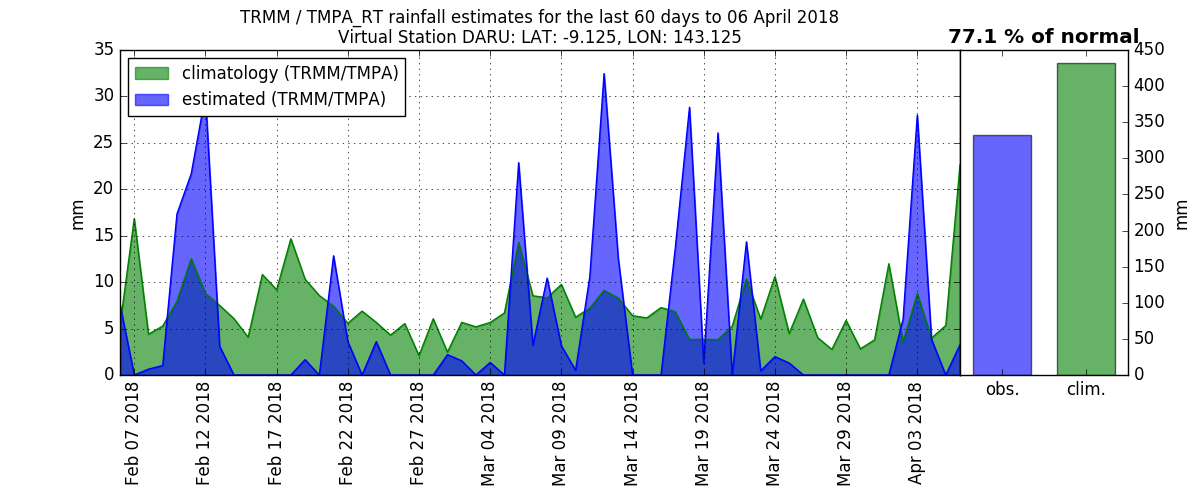 TRMM / TMPA_RT rainfall estimates for the last 60 days to 06 April 2018
Virtual Station DARU: LAT: -9.125, LON: 143.125
77.1 % of normal
climatology (TRMM/TMPA)
estimated (TRMM/TMPA)
35
30
25
20
15
10
5
0
mm
450
400
350
300
250
200
150
100
50
0
mm
Feb 07 2018
Feb 12 2018
Feb 17 2018
Feb 22 2018
Feb 27 2018
Mar 04 2018
Mar 09 2018
Mar 14 2018
Mar 19 2018
Mar 24 2018
Mar 29 2018
Apr 03 2018
obs.
clim.